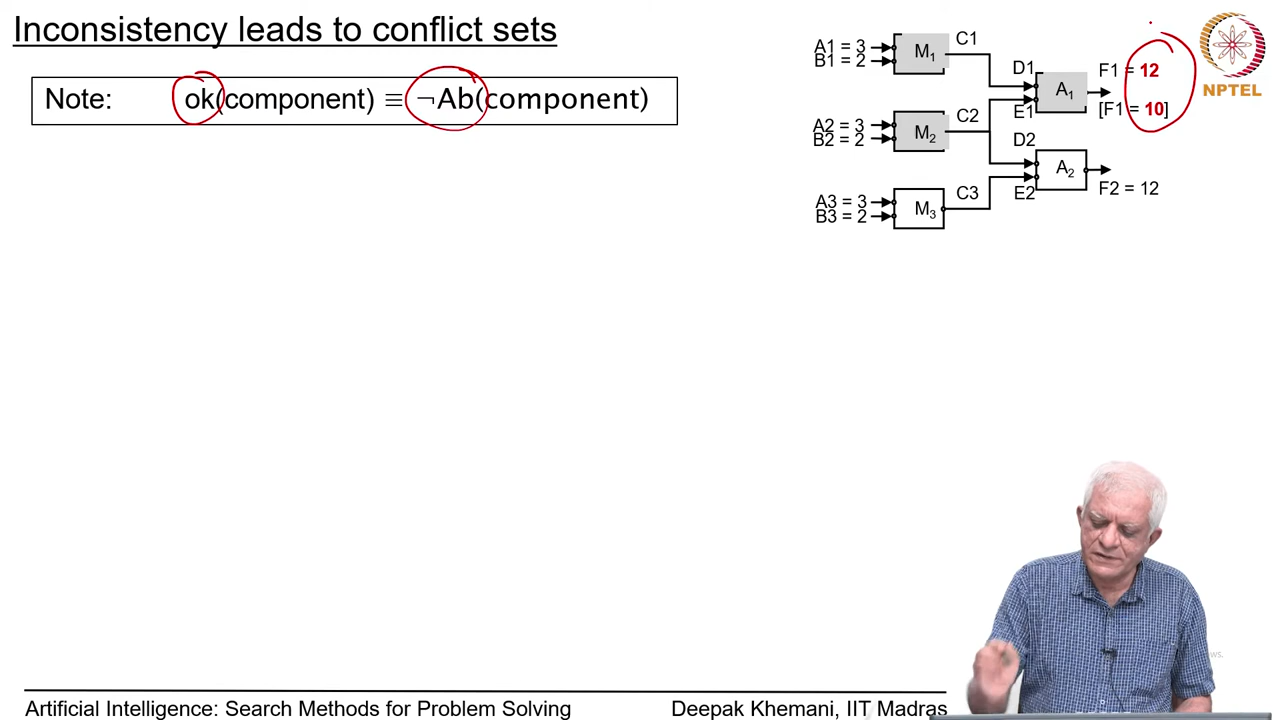 Inconsistency leads to conflict sets
Note: ok(component) ≡ ¬Ab(component)
A1 = 3
B1 = 2
M1
C1
D1
E1
A1
F1 = 12
[F1 = 10]
NPTEL
A2 = 3
B2 = 2
M2
C2
D2
E2
A2
F2 = 12
A3 = 3
B3 = 2
M3
C3
Artificial Intelligence: Search Methods for Problem Solving
Deepak Khemani, IIT Madras